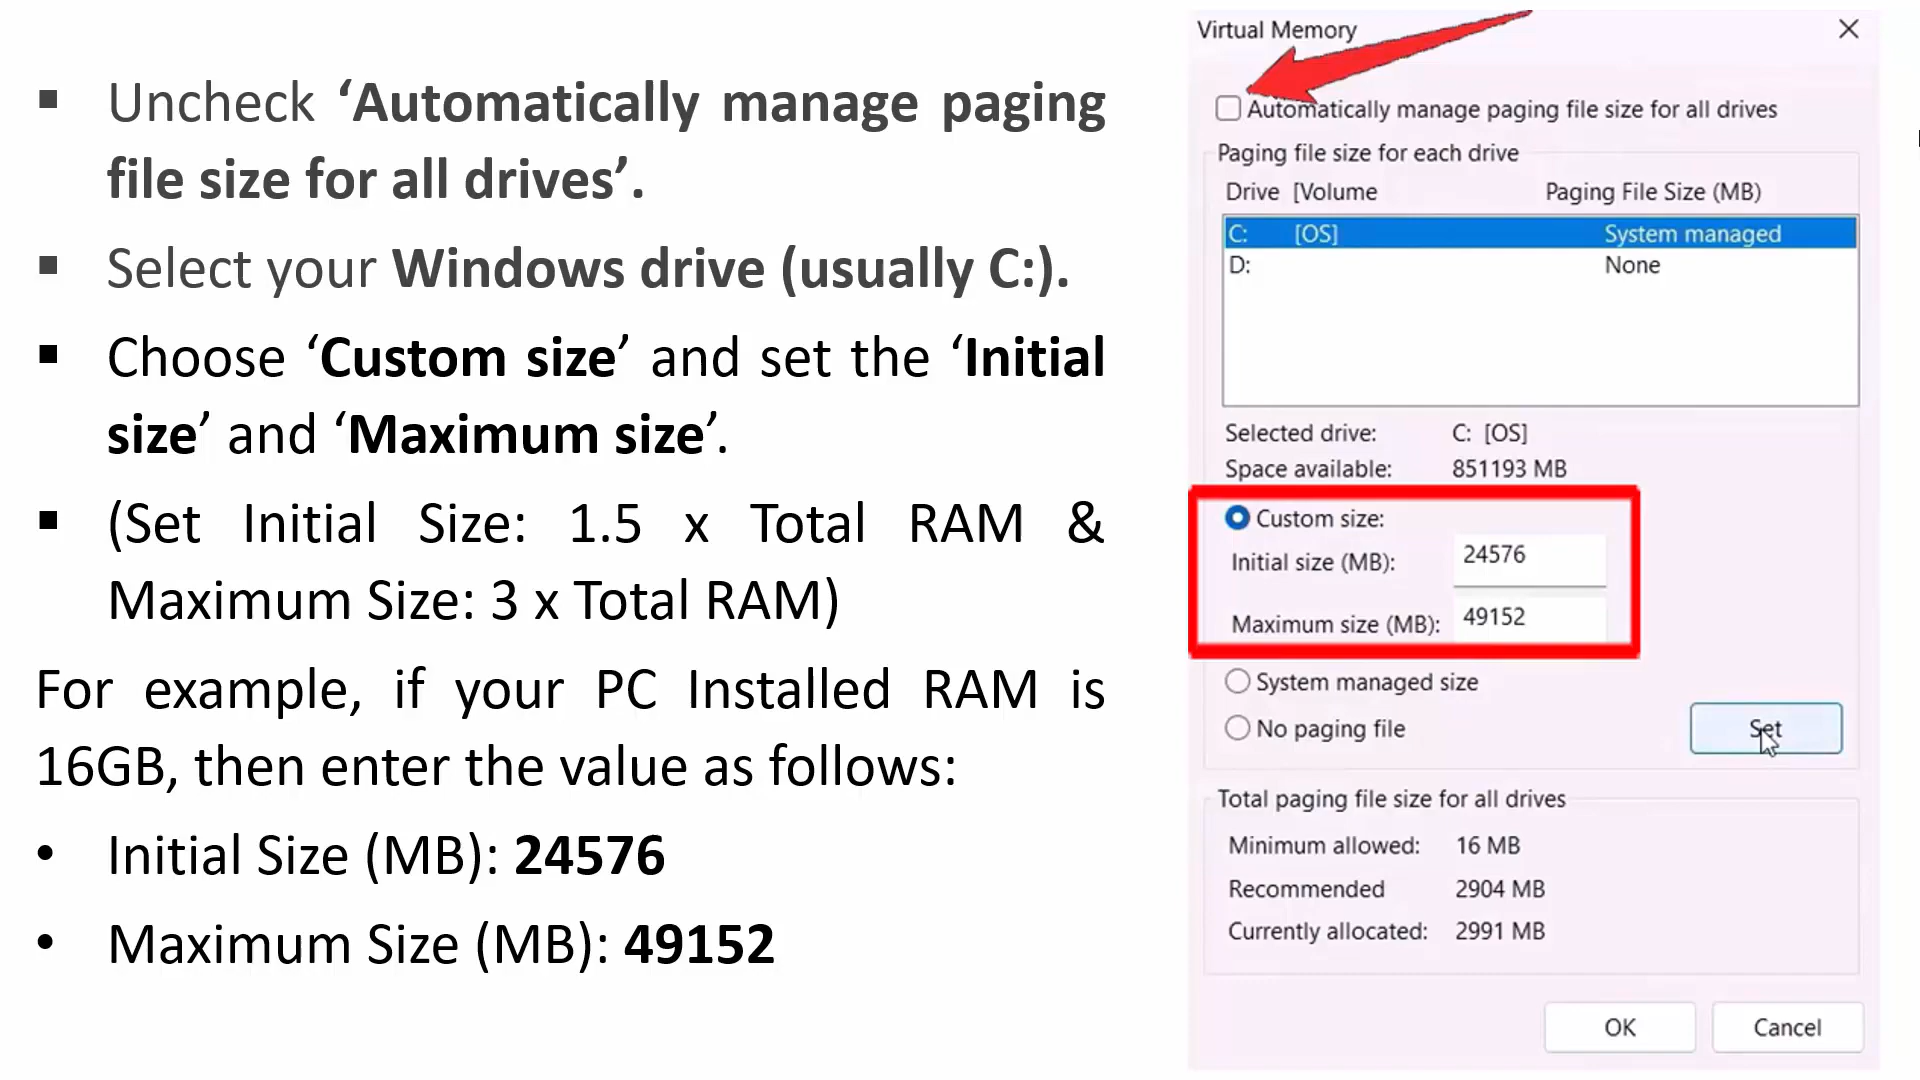 ▪ Uncheck ‘Automatically manage paging
file size for all drives’.
▪ Select your Windows drive (usually C:).
▪ Choose ‘Custom size’ and set the ‘Initial
size’ and ‘Maximum size’.
▪ (Set Initial Size: 1.5 x Total RAM &
Maximum Size: 3 x Total RAM)
For example, if your PC Installed RAM is
16GB, then enter the value as follows:
• Initial Size (MB): 24576
• Maximum Size (MB): 49152
Virtual Memory
Automatically manage paging file size for all drives
Paging file size for each drive
Drive [Volume Paging File Size (MB)
C: [OS] System managed
D: None
Selected drive: C: [OS]
Space available: 851193 MB
Custom size:
Initial size (MB): 24576
Maximum size (MB): 49152
System managed size
No paging file
Set
Total paging file size for all drives
Minimum allowed: 16 MB
Recommended 2904 MB
Currently allocated: 2991 MB
OK Cancel